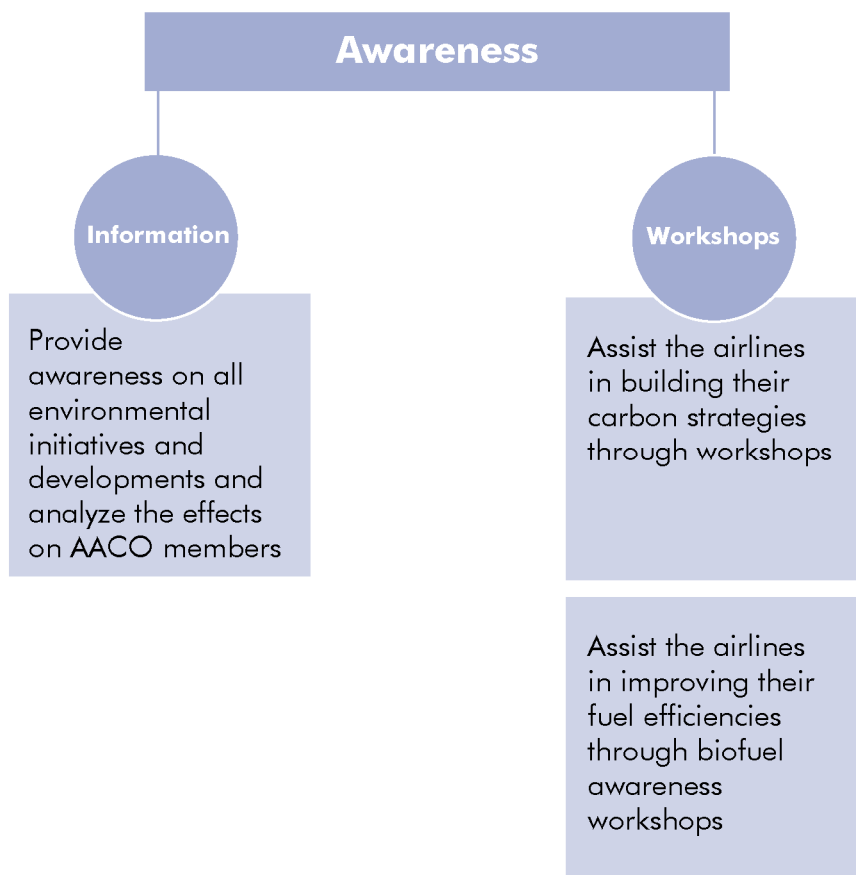 Awareness
Information
Provide
awareness on all
environmental
initiatives and
developments and
analyze the effects
on AACO members
Workshops
Assist the airlines
in building their
carbon strategies
through workshops
Assist the airlines
in improving their
fuel efficiencies
through biofuel
awareness
workshops